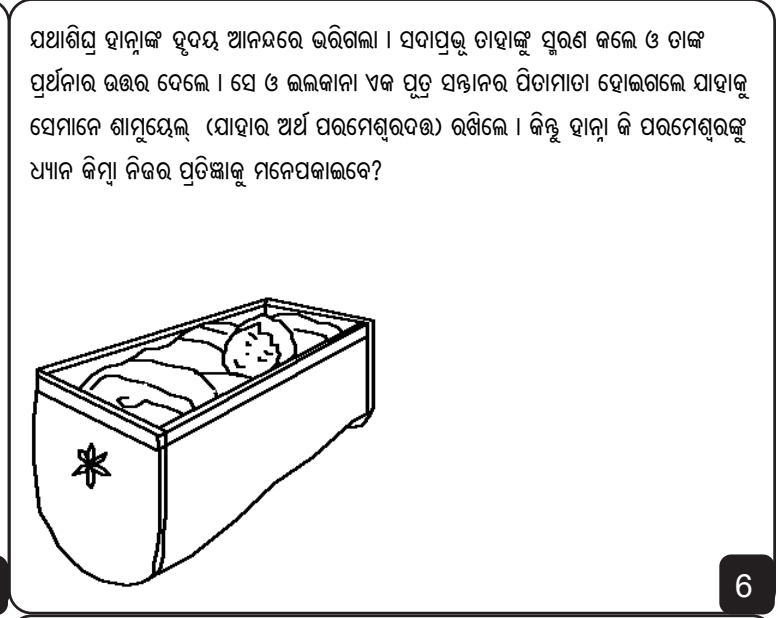 ଯଥାଶିଘ୍ର ହାନ୍ନାଙ୍କ ହୃଦୟ ଆନନ୍ଦରେ ଭରିଗଲା । ସଦାପ୍ରଭୂ ତାହାଙ୍କୁ ସ୍ମରଣ କଲେ ଓ ତାଙ୍କ
ପ୍ରର୍ଥନାର ଉତ୍ତର ଦେଲେ । ସେ ଓ ଇଲକାନା ଏକ ପୂତ୍ର ସନ୍ତାନର ପିତାମାତା ହୋଇଗଲେ ଯାହାକୁ
ସେମାନେ ଶାମୁୟେଲ୍ (ଯାହାର ଅର୍ଥ ପରମେଶ୍ୱରଦତ୍ତ) ରଖିଲେ । କିନ୍ତୁ ହାନ୍ନା କି ପରମେଶ୍ୱରଙ୍କୁ
ଧ୍ୟାନ କିମ୍ବା ନିଜର ପ୍ରତିଜ୍ଞାକୁ ମନେପକାଇବେ?
6